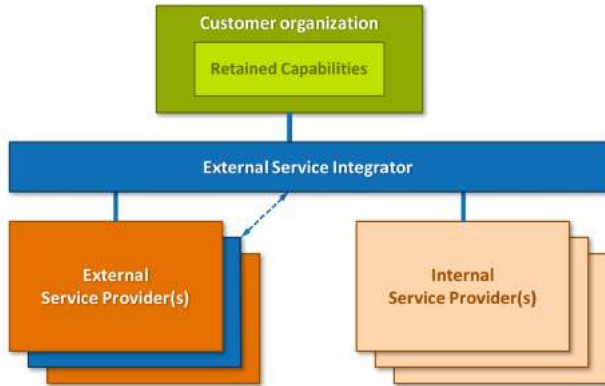 Customer organization
Retained Capabilities
External Service Integrator
External
Service Provider(s)
Internal
Service Provider(s)